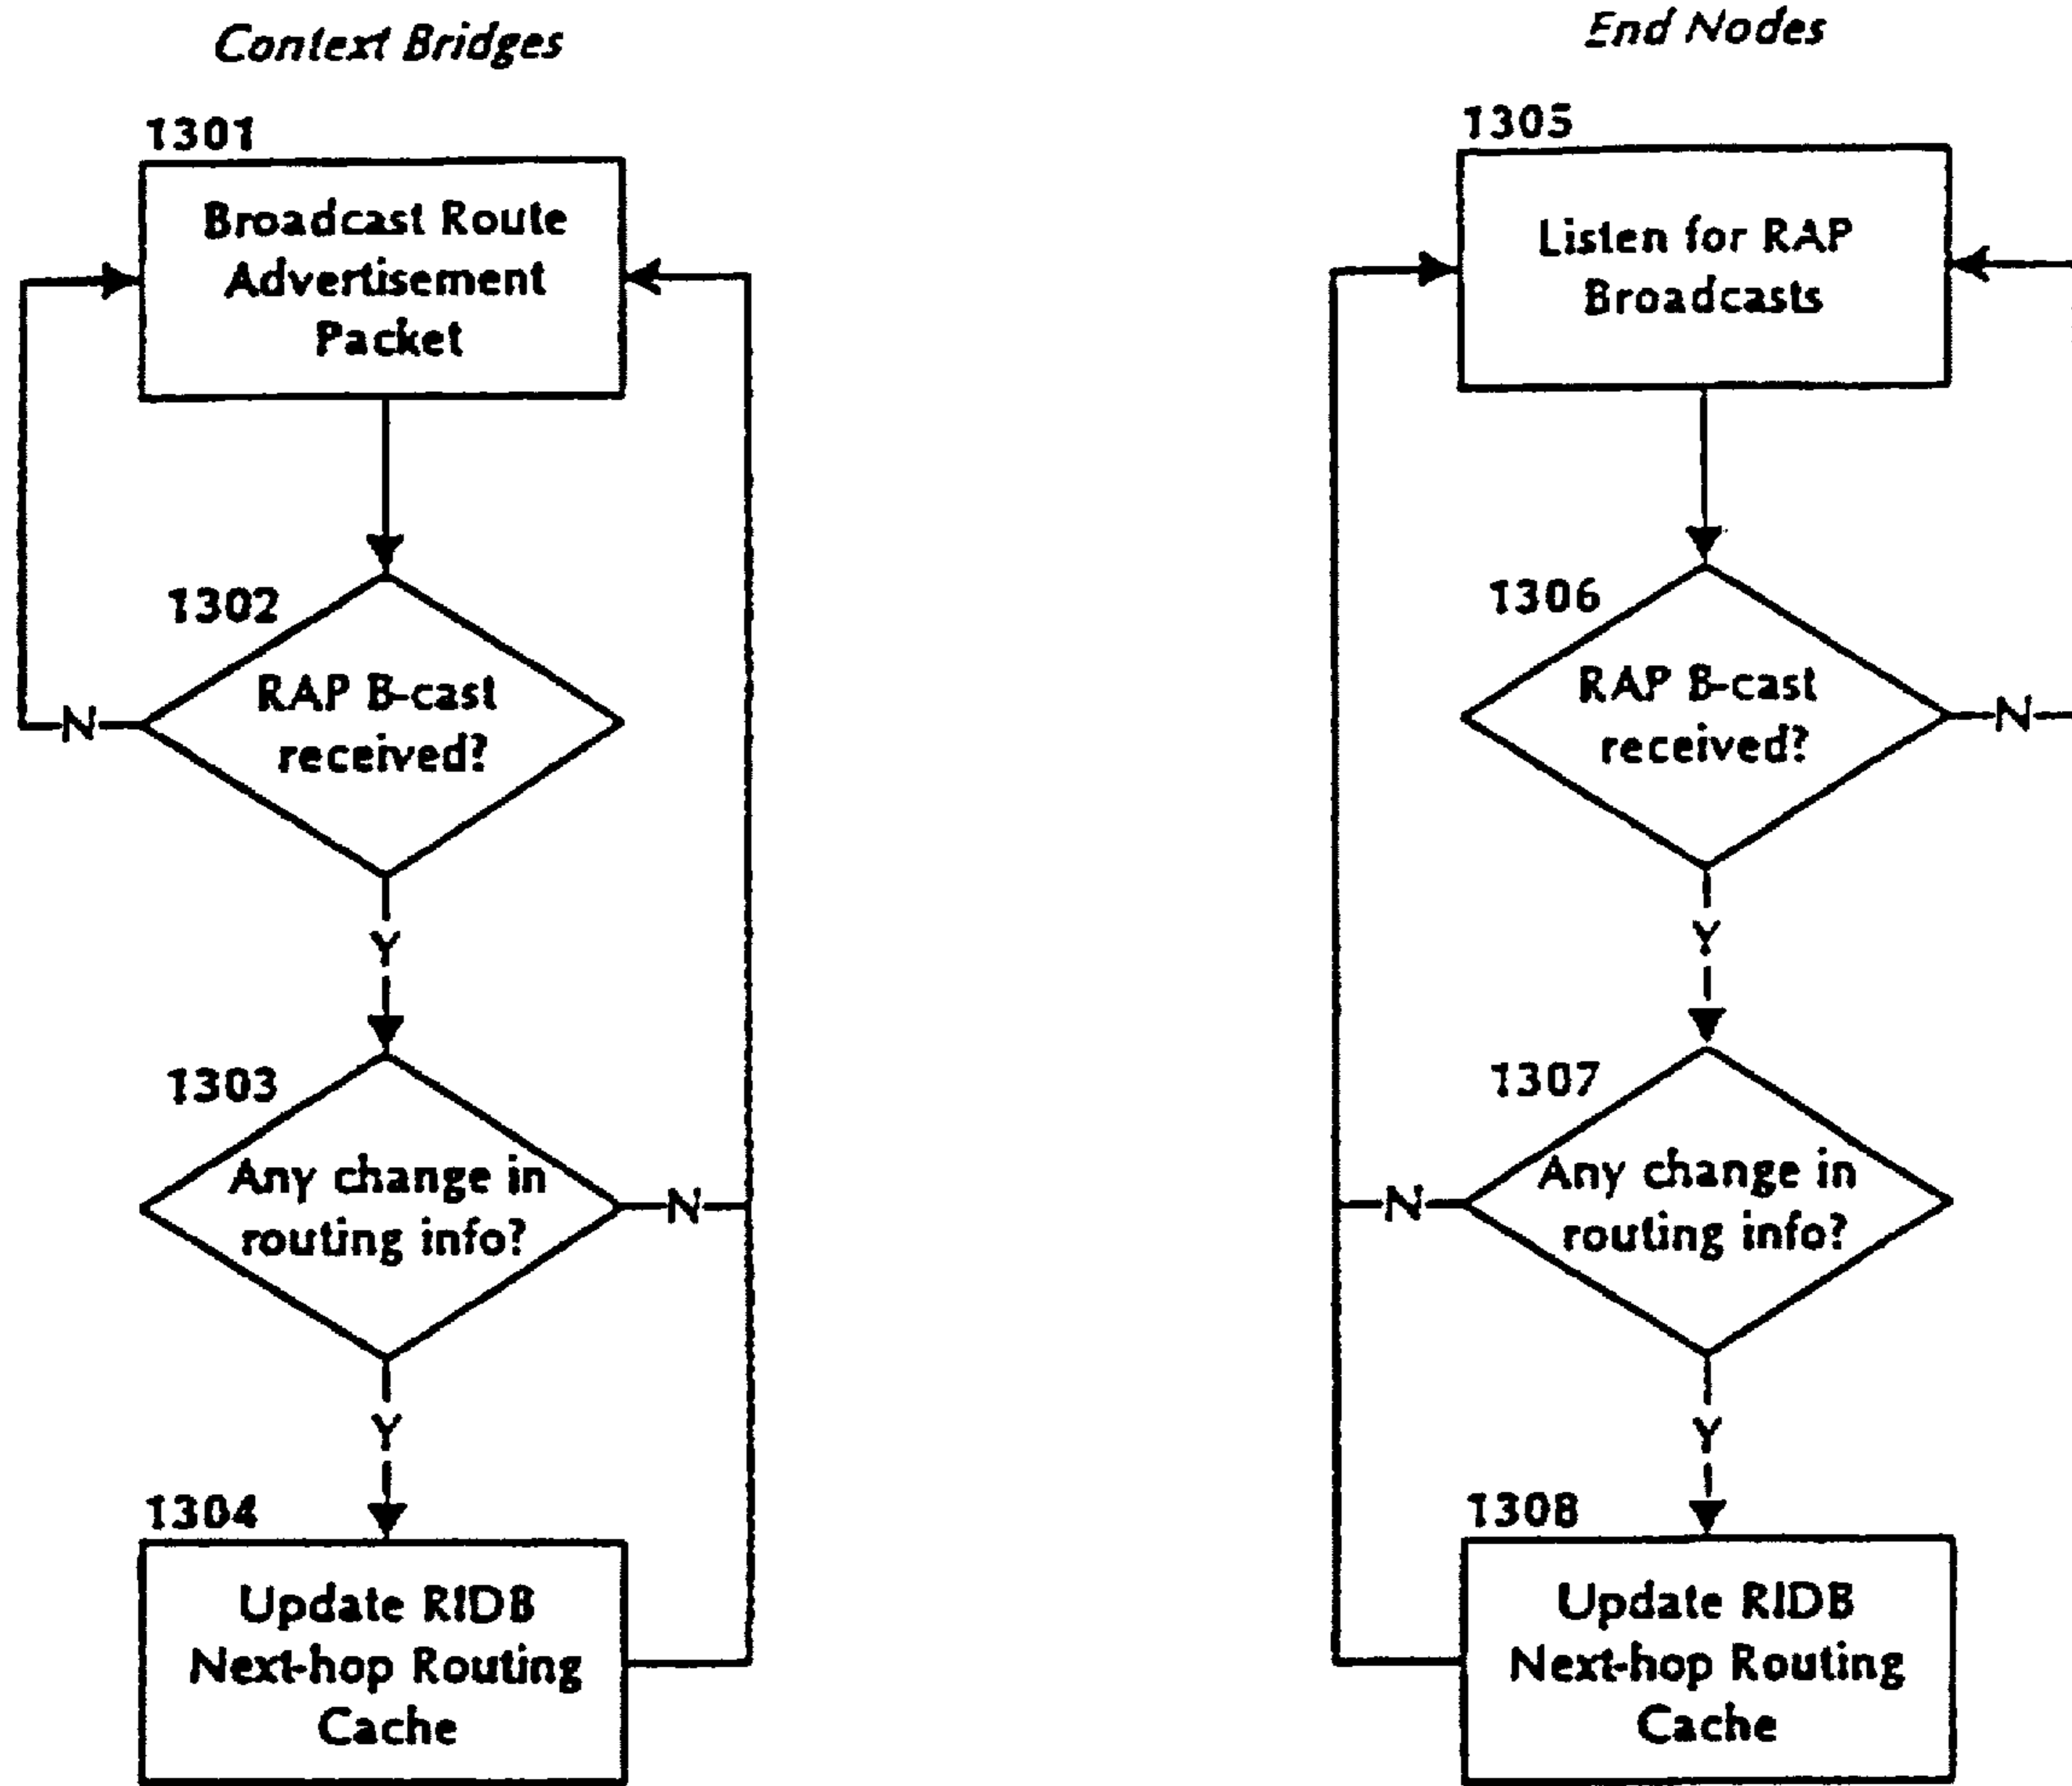 Context Bridges
1301
Broadcast Route
Advertisement
Packet
1302
RAP B-cast
received?
N
Y
1303
Any change in
routing info?
N
Y
1304
Update RIDB
Next-hop Routing
Cache
End Nodes
1305
Listen for RAP
Broadcasts
1306
RAP B-cast
received?
N
Y
1307
Any change in
routing info?
N
Y
1308
Update RIDB
Next-hop Routing
Cache